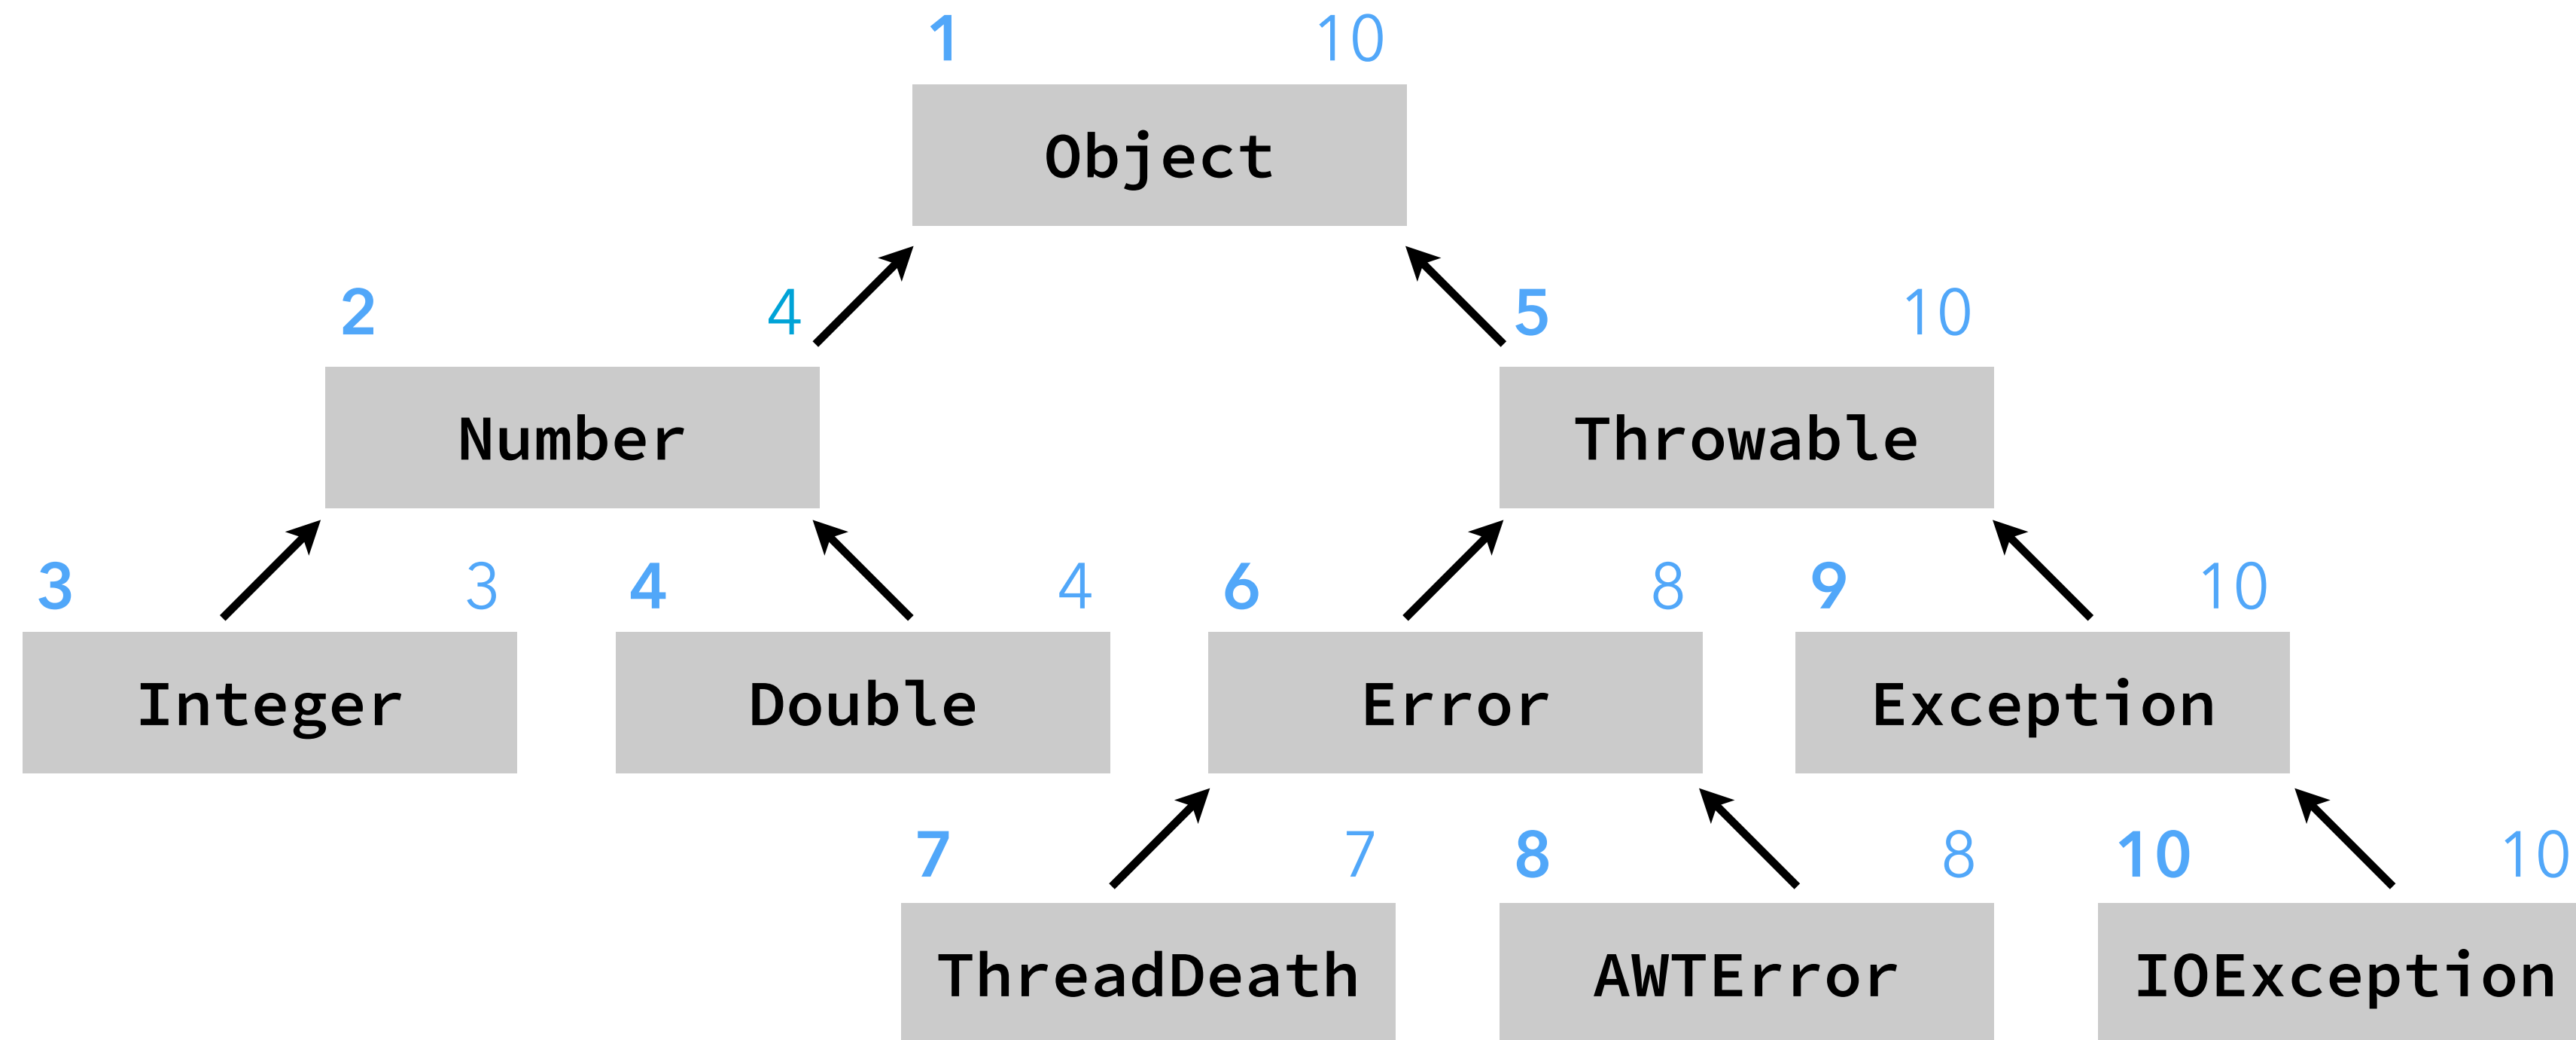 1 10
Object
2 4 5 10
Number Throwable
3 3 4 4 6 8 9 10
Integer Double Error Exception
7 7 8 8 10 10
ThreadDeath AWTError IOException